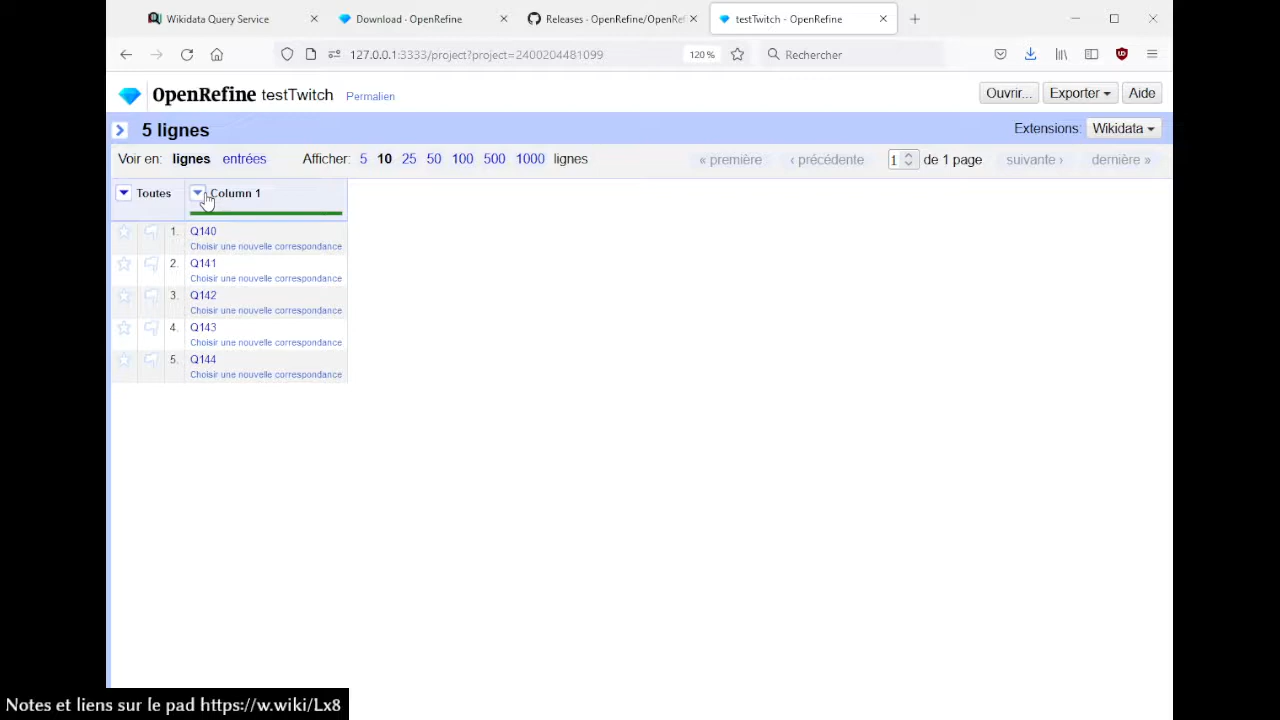 Wikidata Query Service
Download · OpenRefine
Releases · OpenRefine/OpenRef
testTwitch - OpenRefine
127.0.0.1:3333/project?project=2400204481099
120 %
Rechercher
OpenRefine testTwitch Permalien
Ouvrir... Exporter Aide
5 lignes
Extensions: Wikidata
Voir en: lignes entrées Afficher: 5 10 25 50 100 500 1000 lignes
« première ‹ précédente 1 de 1 page suivante › dernière »
Toutes Column 1
1. Q140
Choisir une nouvelle correspondance
2. Q141
Choisir une nouvelle correspondance
3. Q142
Choisir une nouvelle correspondance
4. Q143
Choisir une nouvelle correspondance
5. Q144
Choisir une nouvelle correspondance
Notes et liens sur le pad https://w.wiki/Lx8